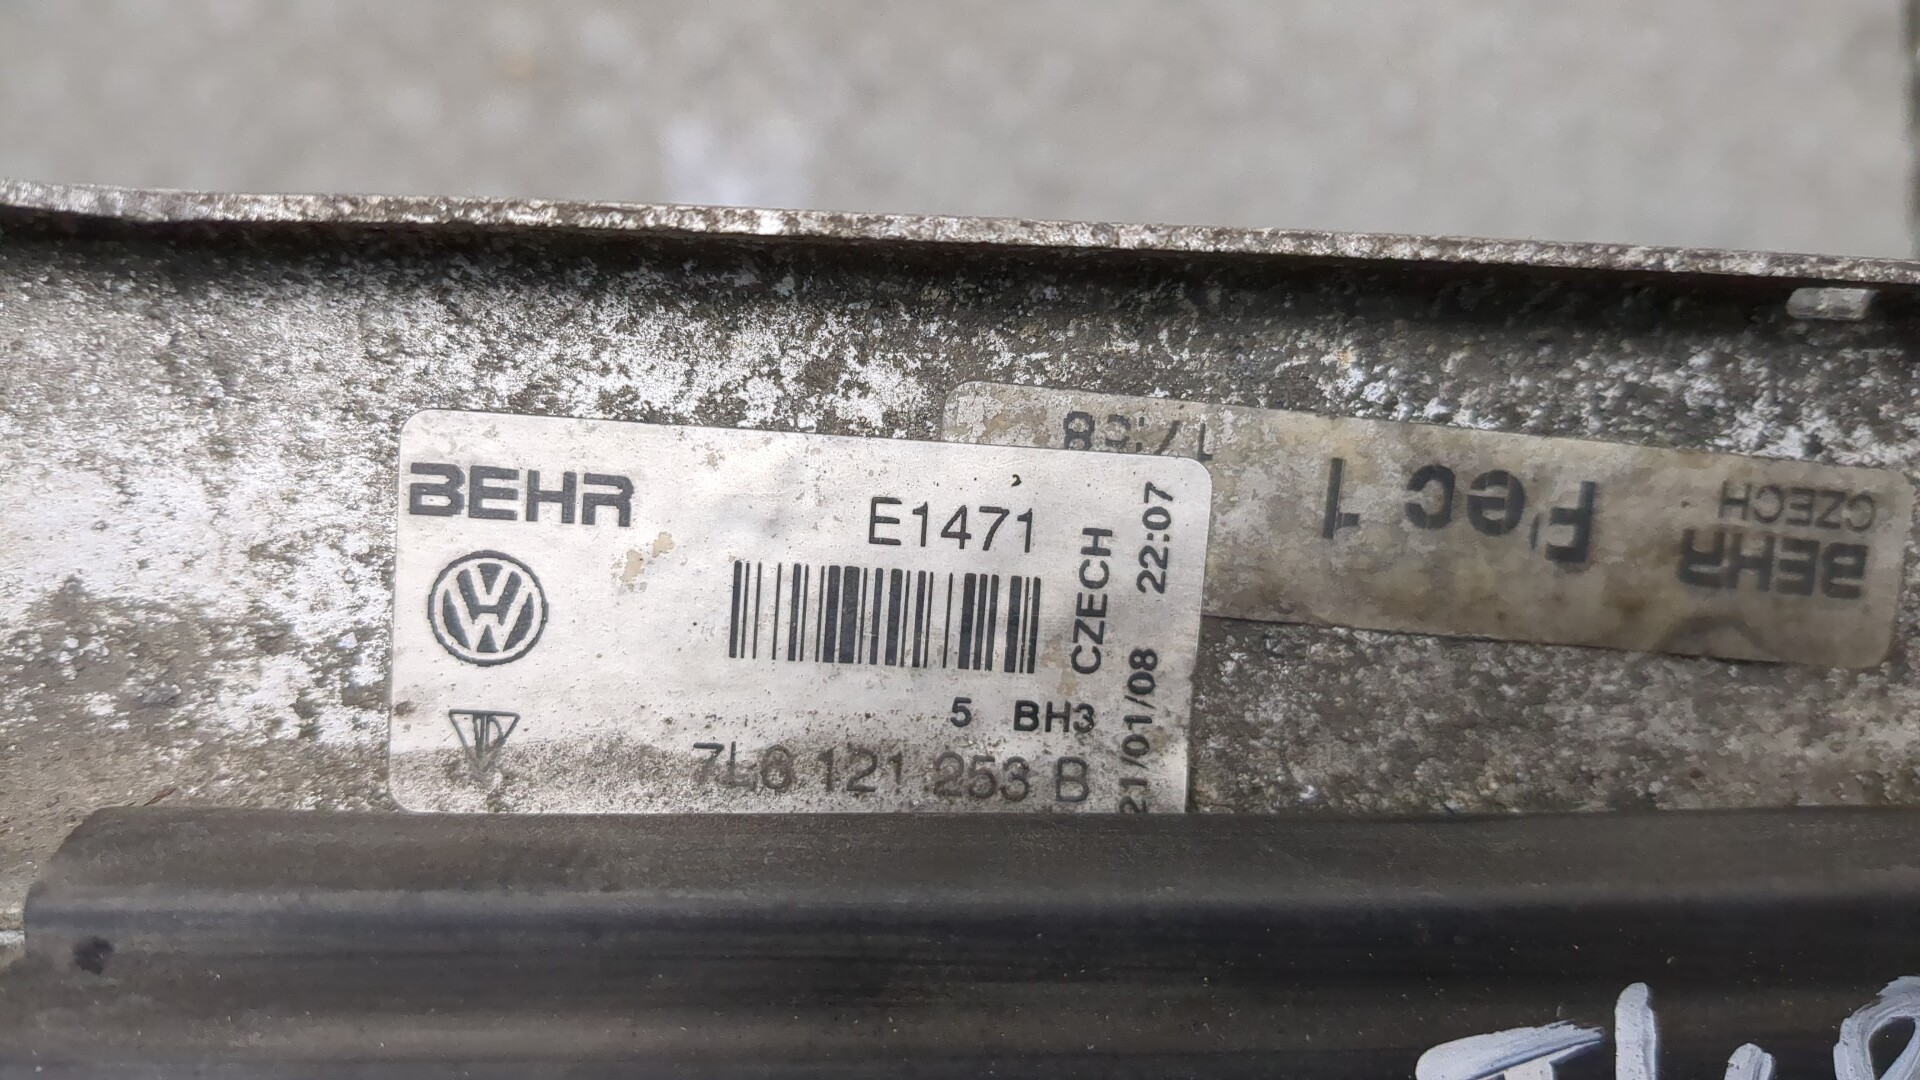 BEHR
E1471
CZECH
21/01/08 22:07
5 BH3
7L6 121 253 B
Fec 1
BEHR
CZECH